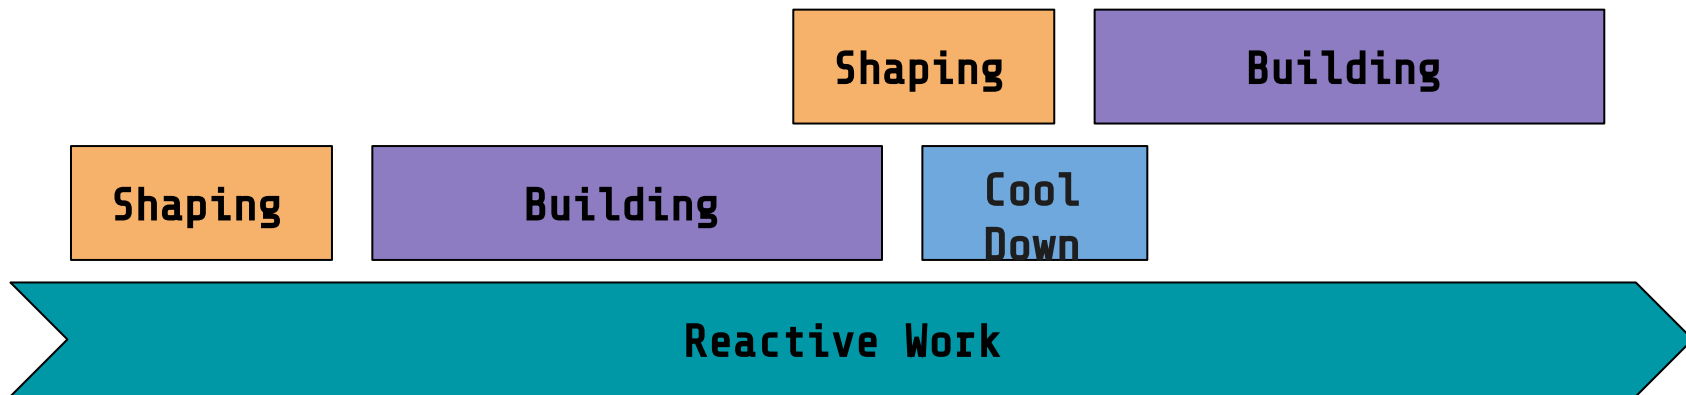 Shaping
Building
Shaping
Building
Cool
Down
Reactive Work